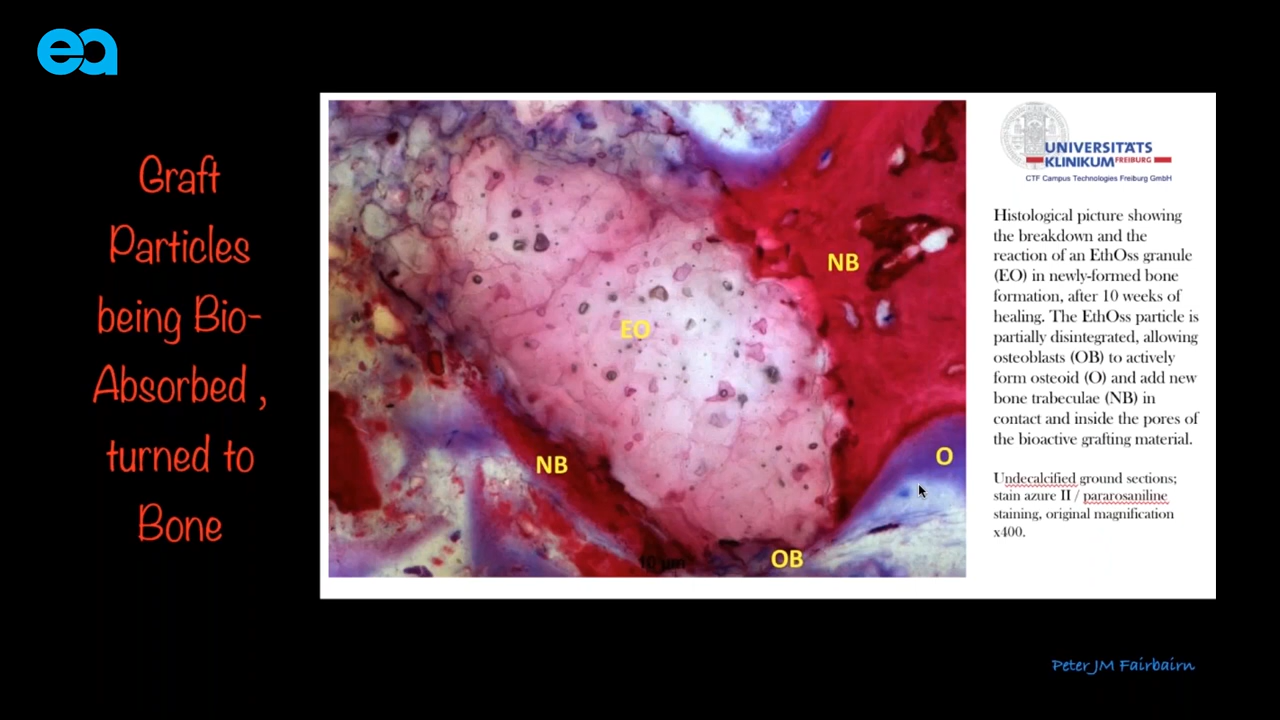 ea
Graft
Particles
being Bio-
Absorbed ,
turned to
Bone
NB
EO
NB
O
OB
10 µm
UNIVERSITÄTS
KLINIKUM FREIBURG
CTF Campus Technologies Freiburg GmbH
Histological picture showing
the breakdown and the
reaction of an EthOss granule
(EO) in newly-formed bone
formation, after 10 weeks of
healing. The EthOss particle is
partially disintegrated, allowing
osteoblasts (OB) to actively
form osteoid (O) and add new
bone trabeculae (NB) in
contact and inside the pores of
the bioactive grafting material.
Undecalcified ground sections;
stain azure II / pararosaniline
staining, original magnification
x400.
Peter JM Fairbairn